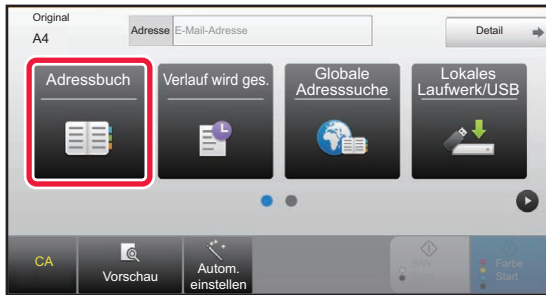 Original
A4
Adresse E-Mail-Adresse
Detail
Adressbuch
Verlauf wird ges.
Globale
Adresssuche
Lokales
Laufwerk/USB
CA
Vorschau
Autom.
einstellen
S/W
Start
Farbe
Start